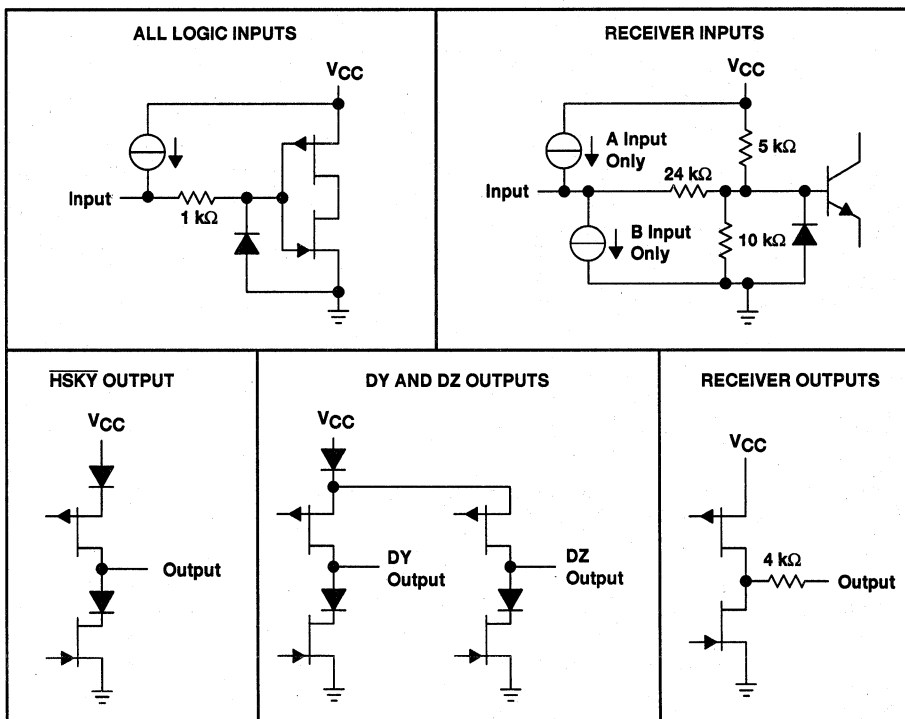 ALL LOGIC INPUTS
VCC
Input
1 kΩ
RECEIVER INPUTS
VCC
A Input
Only
5 kΩ
24 kΩ
Input
B Input
Only
10 kΩ
HSKY OUTPUT
VCC
Output
DY AND DZ OUTPUTS
VCC
DY
Output
DZ
Output
RECEIVER OUTPUTS
VCC
4 kΩ
Output